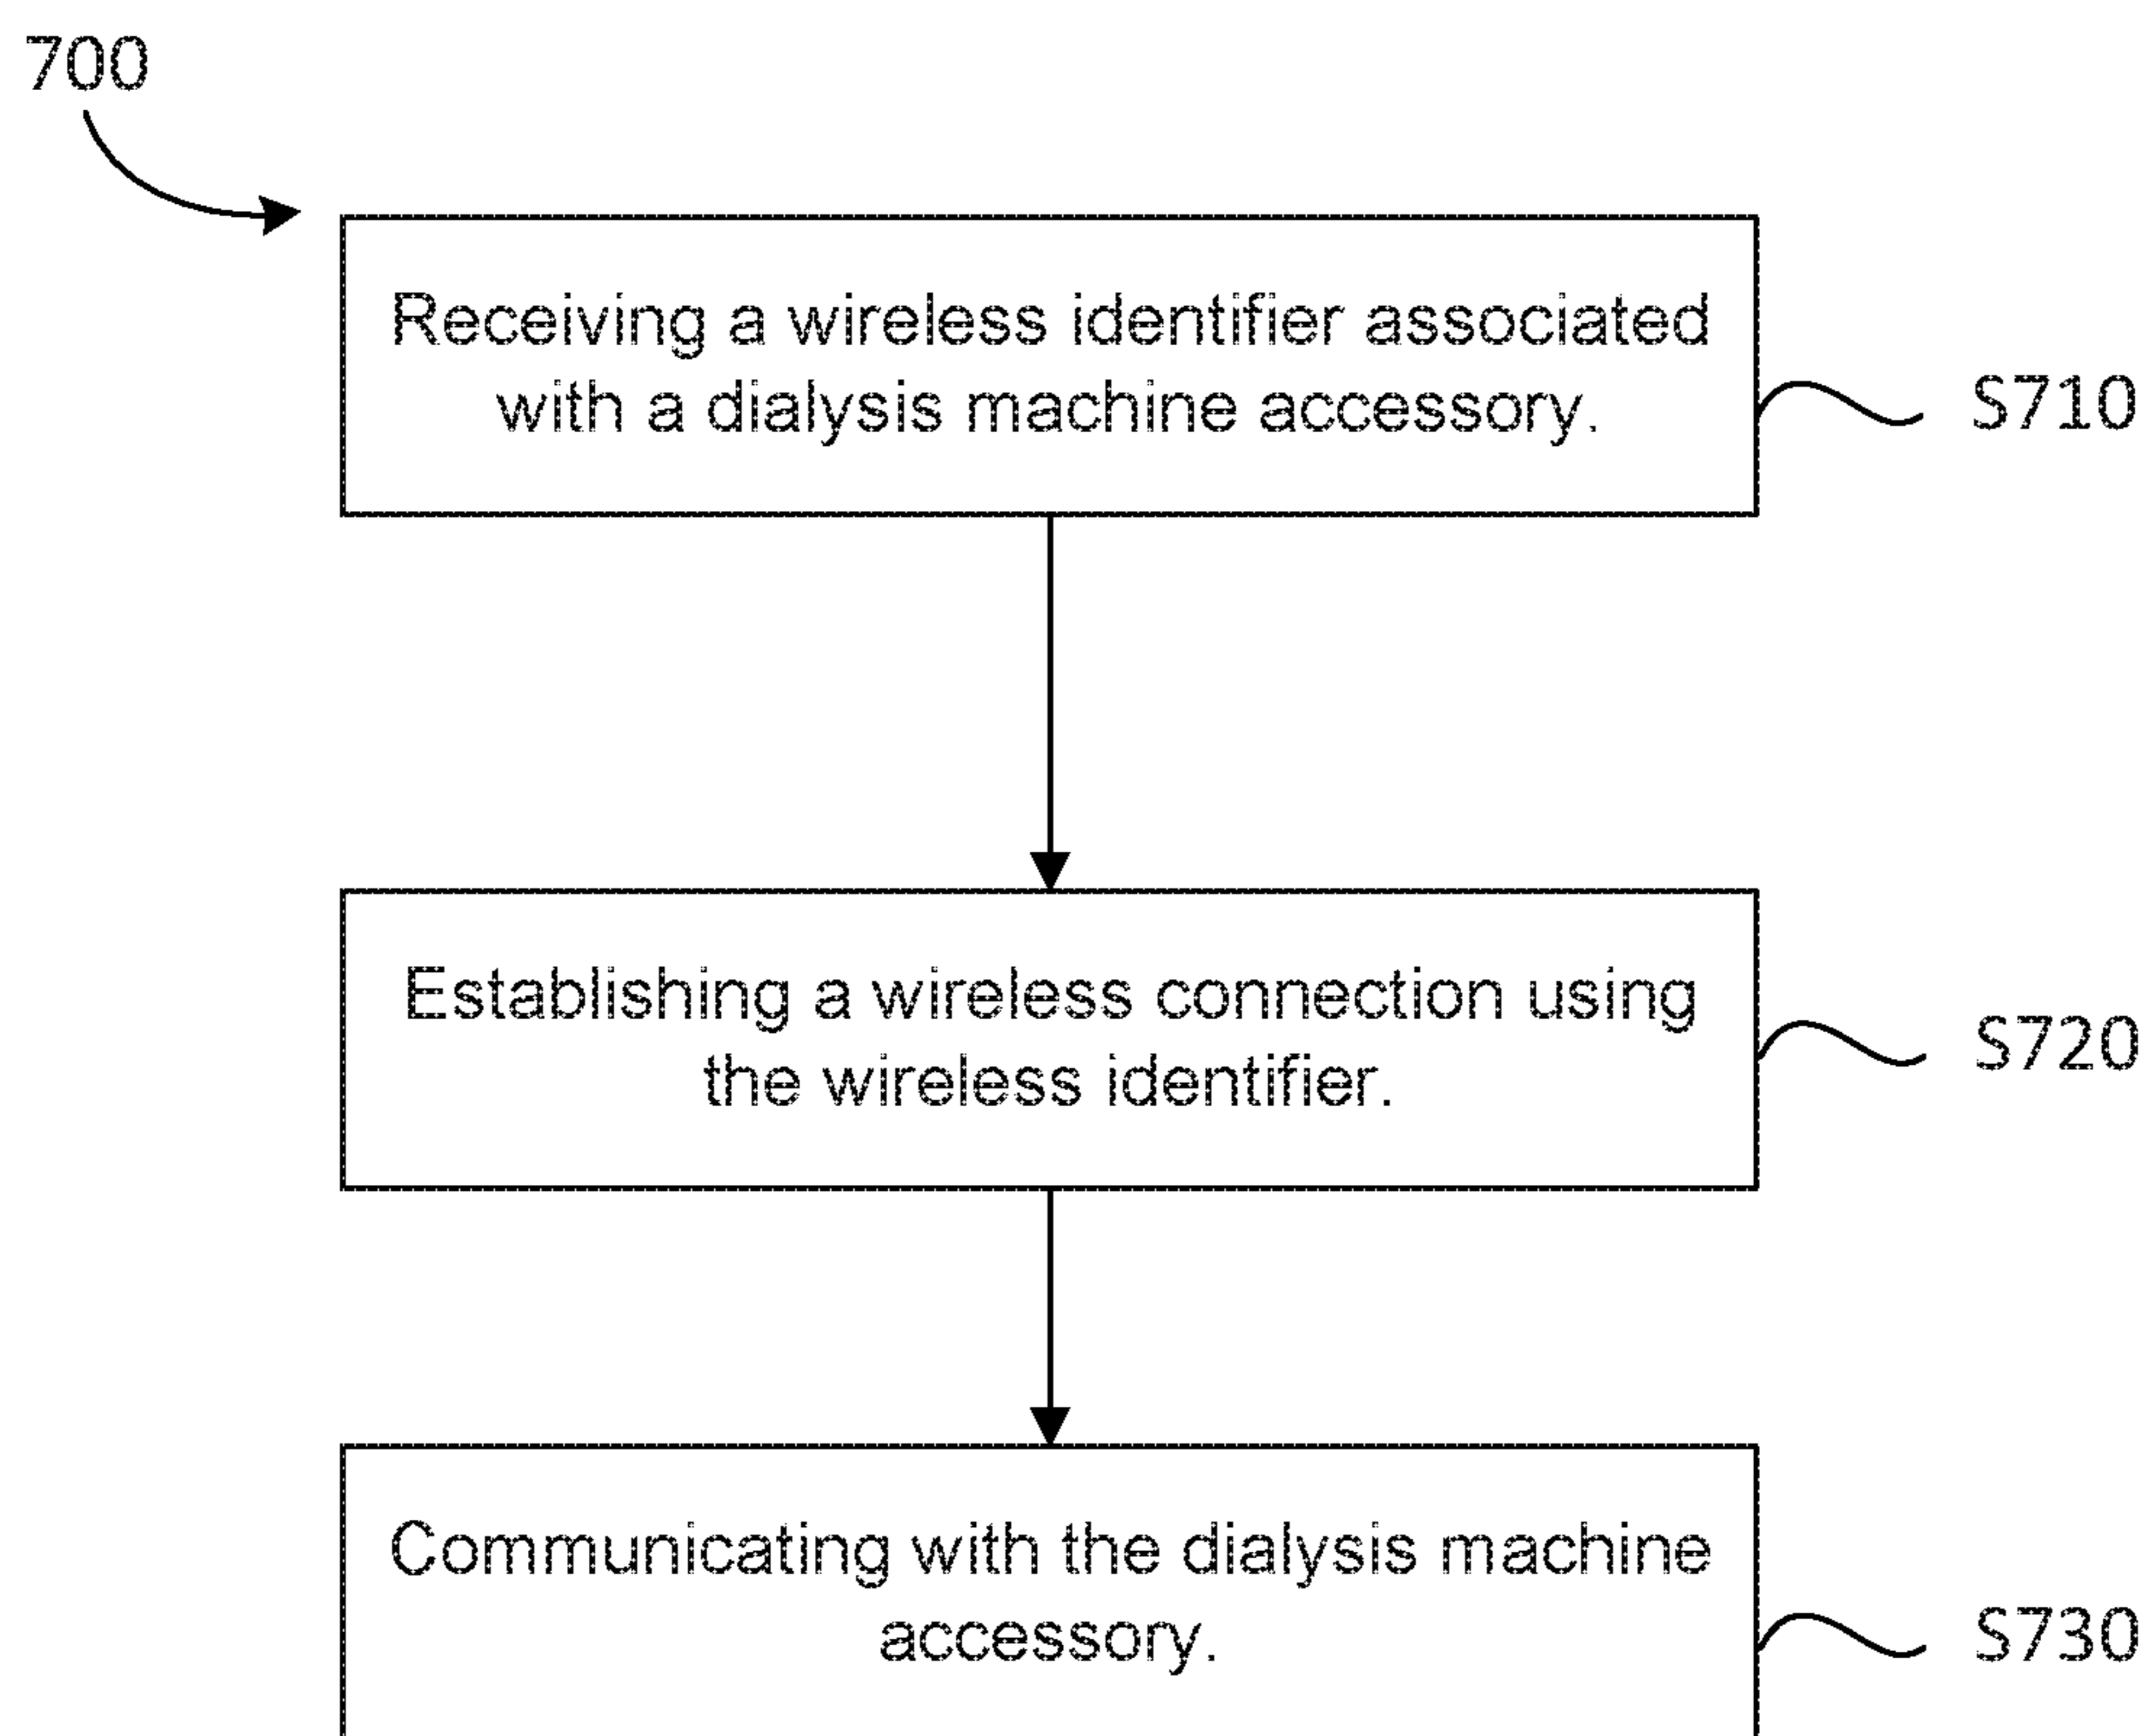 700
Receiving a wireless identifier associated
with a dialysis machine accessory.
S710
Establishing a wireless connection using
the wireless identifier.
S720
Communicating with the dialysis machine
accessory.
S730